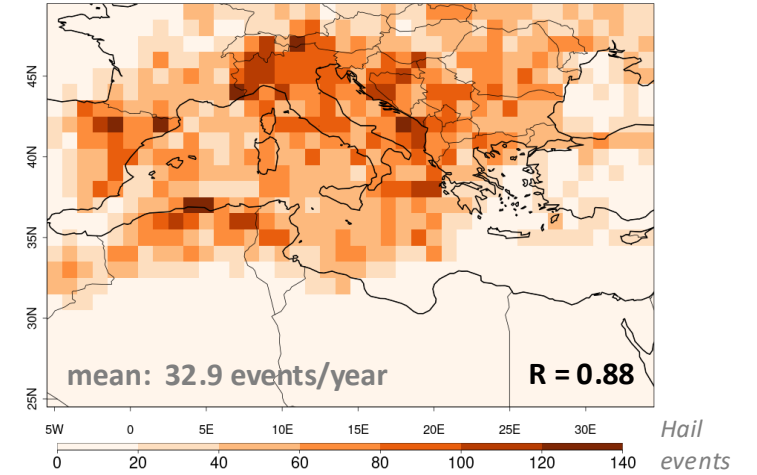 45N
40N
35N
30N
25N
mean: 32.9 events/year
R = 0.88
5W 0 5E 10E 15E 20E 25E 30E
Hail
0 20 40 60 80 100 120 140 events